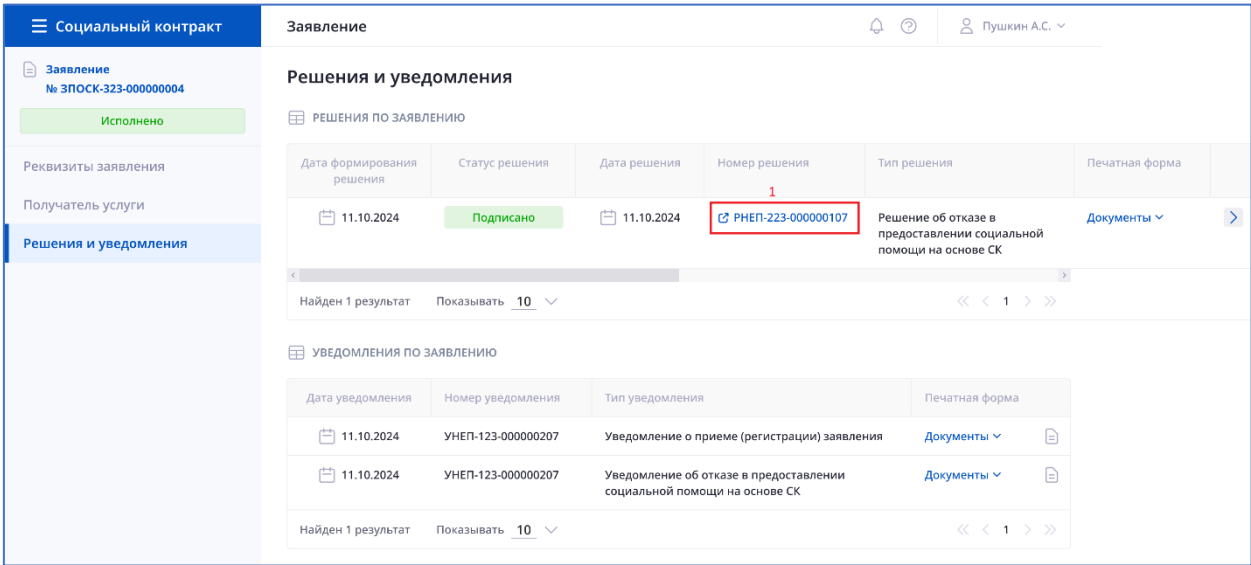 Социальный контракт
Заявление
Пушкин А.С.
Заявление
№ ЗПОСК-323-000000004
Исполнено
Реквизиты заявления
Получатель услуги
Решения и уведомления
Решения и уведомления
РЕШЕНИЯ ПО ЗАЯВЛЕНИЮ
Дата формирования
решения
Статус решения
Дата решения
Номер решения
Тип решения
Печатная форма
1
11.10.2024
Подписано
11.10.2024
РНЕП-223-000000107
Решение об отказе в
предоставлении социальной
помощи на основе СК
Документы
Найден 1 результат
Показывать 10
1
УВЕДОМЛЕНИЯ ПО ЗАЯВЛЕНИЮ
Дата уведомления
Номер уведомления
Тип уведомления
Печатная форма
11.10.2024
УНЕП-123-000000207
Уведомление о приеме (регистрации) заявления
Документы
11.10.2024
УНЕП-123-000000207
Уведомление об отказе в предоставлении
социальной помощи на основе СК
Документы
Найден 1 результат
Показывать 10
1